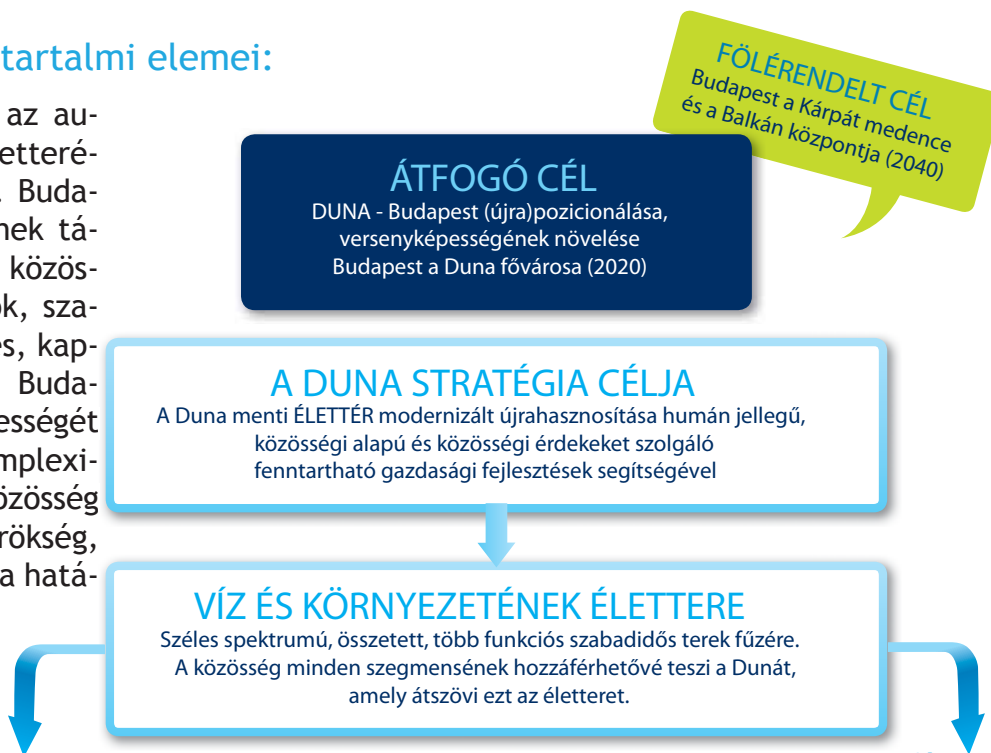 tartalmi elemei:
az au-
etteré-
. Buda-
nek tá-
közös-
ok, sza-
es, kap-
Buda-
ességét
mplexi-
özösség
rökség,
a hatá-
FÖLÉRENDELT CÉL
Budapest a Kárpát medence
és a Balkán központja (2040)
ÁTFOGÓ CÉL
DUNA - Budapest (újra)pozicionálása,
versenyképességének növelése
Budapest a Duna fővárosa (2020)
A DUNA STRATÉGIA CÉLJA
A Duna menti ÉLETTÉR modernizált újrahasznosítása humán jellegű,
közösségi alapú és közösségi érdekeket szolgáló
fenntartható gazdasági fejlesztések segítségével
VÍZ ÉS KÖRNYEZETÉNEK ÉLETTERE
Széles spektrumú, összetett, több funkciós szabadidős terek fűzére.
A közösség minden szegmensének hozzáférhetővé teszi a Dunát,
amely átszövi ezt az életteret.